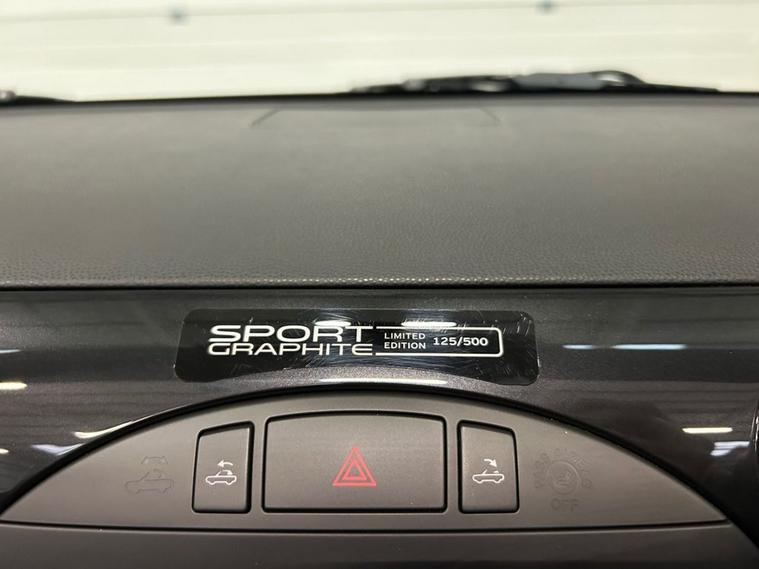 SPORT
GRAPHITE
LIMITED
EDITION
125/500
OFF